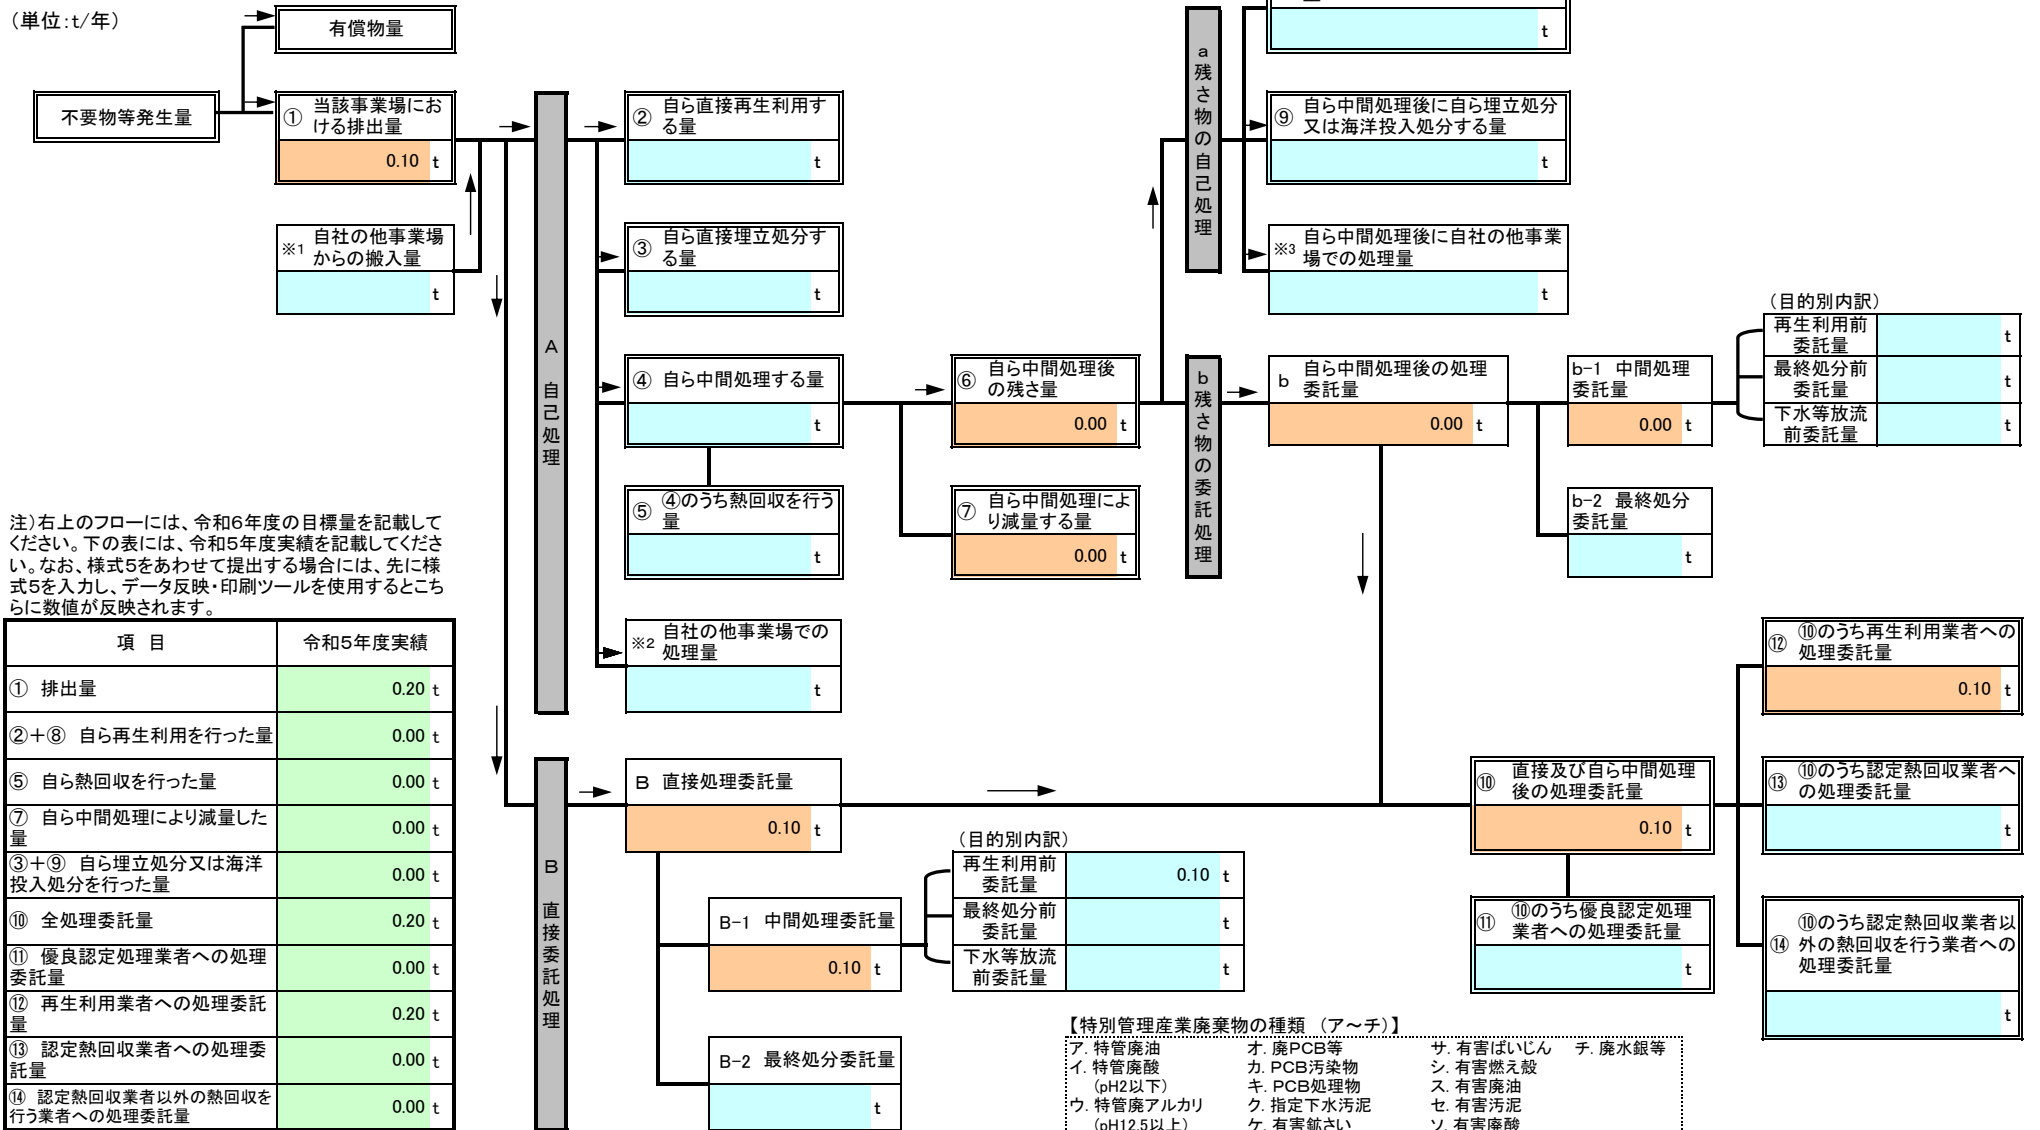 (単位:t/年)
有償物量
不要物等発生量
①
当該事業場にお
ける排出量
0.10 t
※1
自社の他事業場
からの搬入量
t
A 自己処理
②
自ら直接再生利用す
る量
t
③
自ら直接埋立処分す
る量
t
④ 自ら中間処理する量
t
⑤
④のうち熱回収を行う
量
t
※2
自社の他事業場での
処理量
t
⑥
自ら中間処理後
の残さ量
0.00 t
⑦
自ら中間処理によ
り減量する量
0.00 t
a 残さ物の自己処理
t
⑨
自ら中間処理後に自ら埋立処分
又は海洋投入処分する量
t
※3
自ら中間処理後に自社の他事業
場での処理量
t
b 残さ物の委託処理
b
自ら中間処理後の処理
委託量
0.00 t
b-1 中間処理
委託量
0.00 t
b-2 最終処分
委託量
t
(目的別内訳)
再生利用前
委託量
t
最終処分前
委託量
t
下水等放流
前委託量
t
注)右上のフローには、令和6年度の目標量を記載して
ください。下の表には、令和5年度実績を記載してくださ
い。なお、様式5をあわせて提出する場合には、先に様
式5を入力し、データ反映・印刷ツールを使用するとこち
らに数値が反映されます。
項 目 令和5年度実績
① 排出量 0.20 t
②+⑧ 自ら再生利用を行った量 0.00 t
⑤ 自ら熱回収を行った量 0.00 t
⑦ 自ら中間処理により減量した
量 0.00 t
③+⑨ 自ら埋立処分又は海洋
投入処分を行った量 0.00 t
⑩ 全処理委託量 0.20 t
⑪ 優良認定処理業者への処理
委託量 0.00 t
⑫ 再生利用業者への処理委託
量 0.20 t
⑬ 認定熱回収業者への処理委
託量 0.00 t
⑭ 認定熱回収業者以外の熱回収を
行う業者への処理委託量 0.00 t
B 直接委託処理
B 直接処理委託量
0.10 t
B-1 中間処理委託量
0.10 t
B-2 最終処分委託量
t
(目的別内訳)
再生利用前
委託量
0.10 t
最終処分前
委託量
t
下水等放流
前委託量
t
⑩
直接及び自ら中間処理
後の処理委託量
0.10 t
⑪
⑩のうち優良認定処理
業者への処理委託量
t
⑫
⑩のうち再生利用業者への
処理委託量
0.10 t
⑬
⑩のうち認定熱回収業者へ
の処理委託量
t
⑭
⑩のうち認定熱回収業者以
外の熱回収を行う業者への
処理委託量
t
【特別管理産業廃棄物の種類 (ア~チ)】
ア. 特管廃油 オ. 廃PCB等 サ. 有害ばいじん チ. 廃水銀等
イ. 特管廃酸 カ. PCB汚染物 シ. 有害燃え殻
(pH2以下) キ. PCB処理物 ス. 有害廃油
ウ. 特管廃アルカリ ク. 指定下水汚泥 セ. 有害汚泥
(pH12.5以上) ケ. 有害鉱さい ソ. 有害廃酸